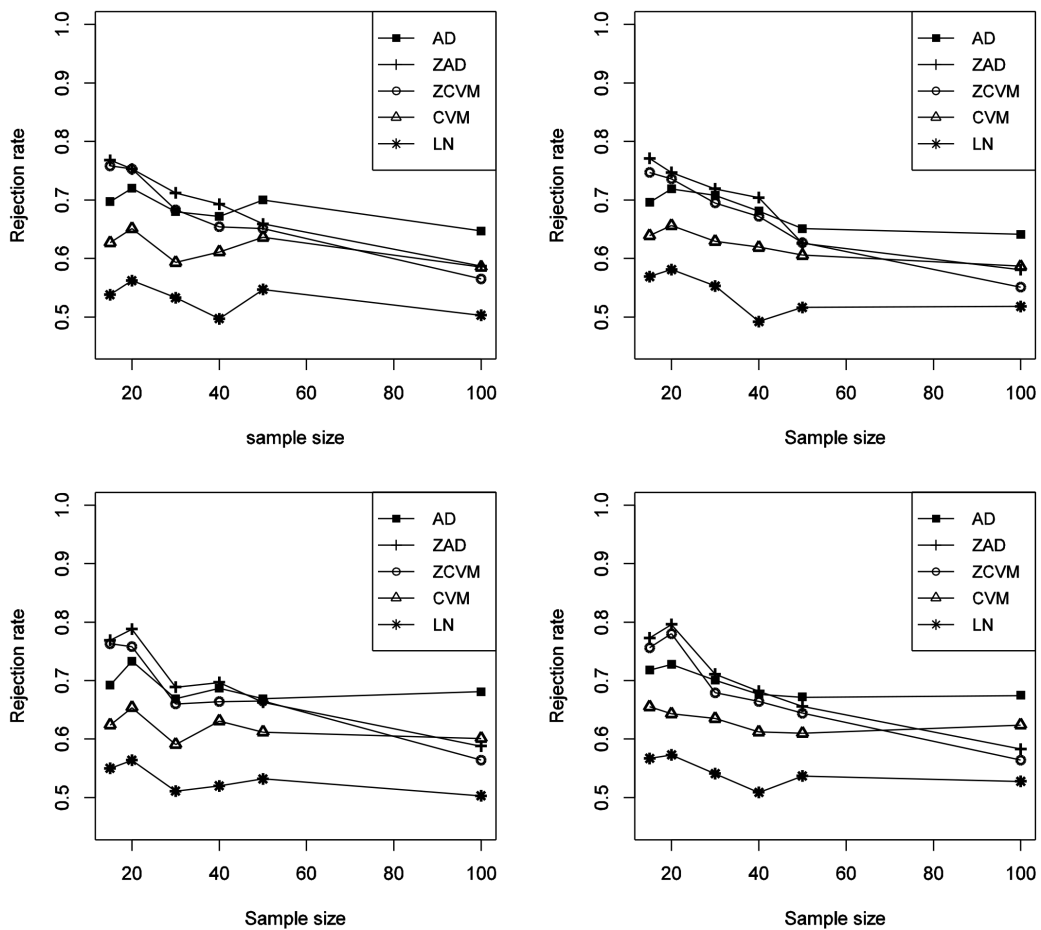 Rejection rate
1.0
0.9
0.8
0.7
0.6
0.5
AD
ZAD
ZCVM
CVM
LN
20 40 60 80 100
sample size
Rejection rate
1.0
0.9
0.8
0.7
0.6
0.5
AD
ZAD
ZCVM
CVM
LN
20 40 60 80 100
Sample size
Rejection rate
1.0
0.9
0.8
0.7
0.6
0.5
AD
ZAD
ZCVM
CVM
LN
20 40 60 80 100
Sample size
Rejection rate
1.0
0.9
0.8
0.7
0.6
0.5
AD
ZAD
ZCVM
CVM
LN
20 40 60 80 100
Sample size